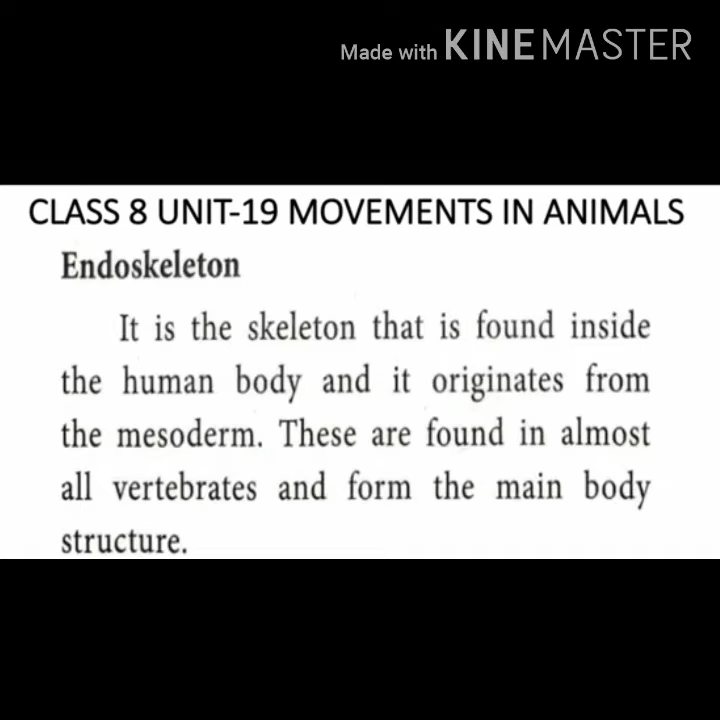 Made with KINEMASTER
CLASS 8 UNIT-19 MOVEMENTS IN ANIMALS
Endoskeleton
It is the skeleton that is found inside
the human body and it originates from
the mesoderm. These are found in almost
all vertebrates and form the main body
structure.